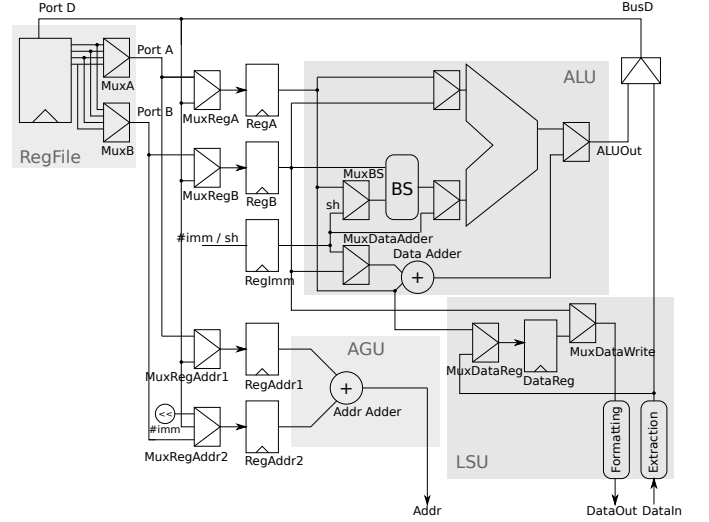 Port D
BusD
Port A
MuxA
Port B
MuxB
RegFile
MuxRegA
RegA
MuxRegB
RegB
#imm / sh
RegImm
ALU
MuxBS
BS
sh
MuxDataAdder
Data Adder
+
ALUOut
MuxRegAddr1
RegAddr1
<<
#imm
MuxRegAddr2
RegAddr2
AGU
+
Addr Adder
Addr
MuxDataReg
DataReg
MuxDataWrite
LSU
Formatting
Extraction
DataOut
DataIn